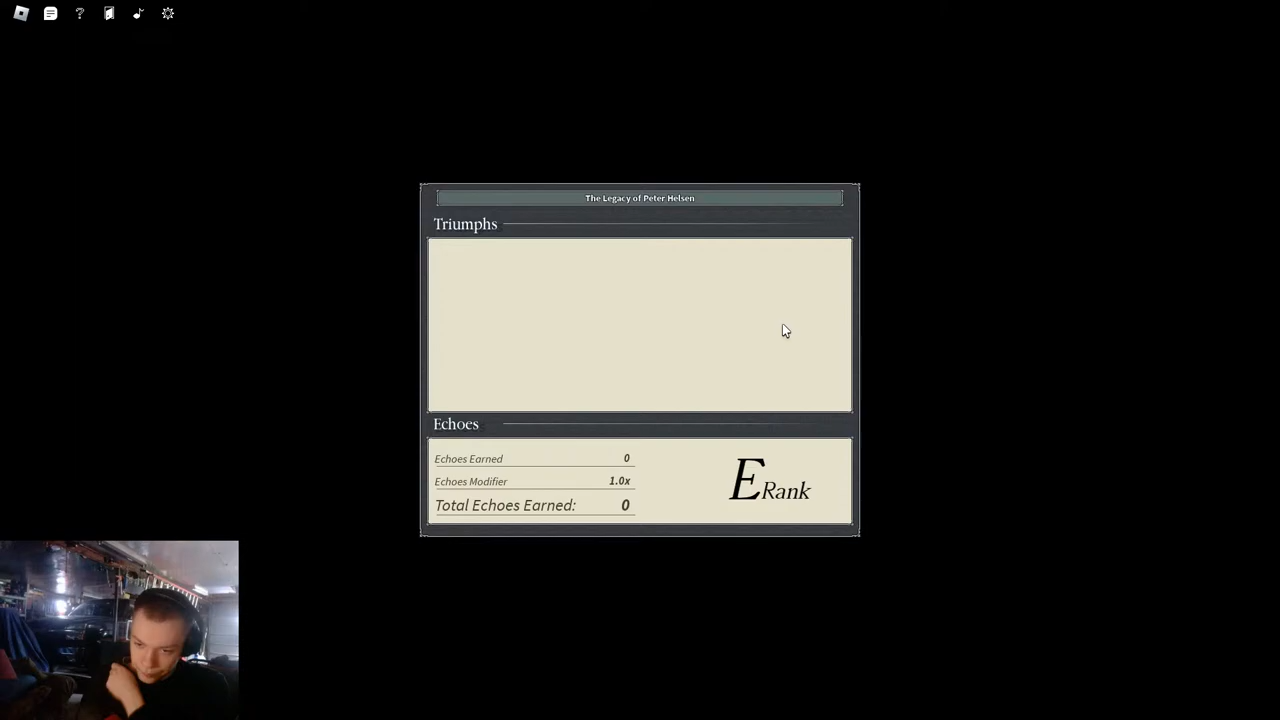 The Legacy of Peter Helsen
Triumphs
Echoes
Echoes Earned 0
Echoes Modifier 1.0x
Total Echoes Earned: 0
E Rank